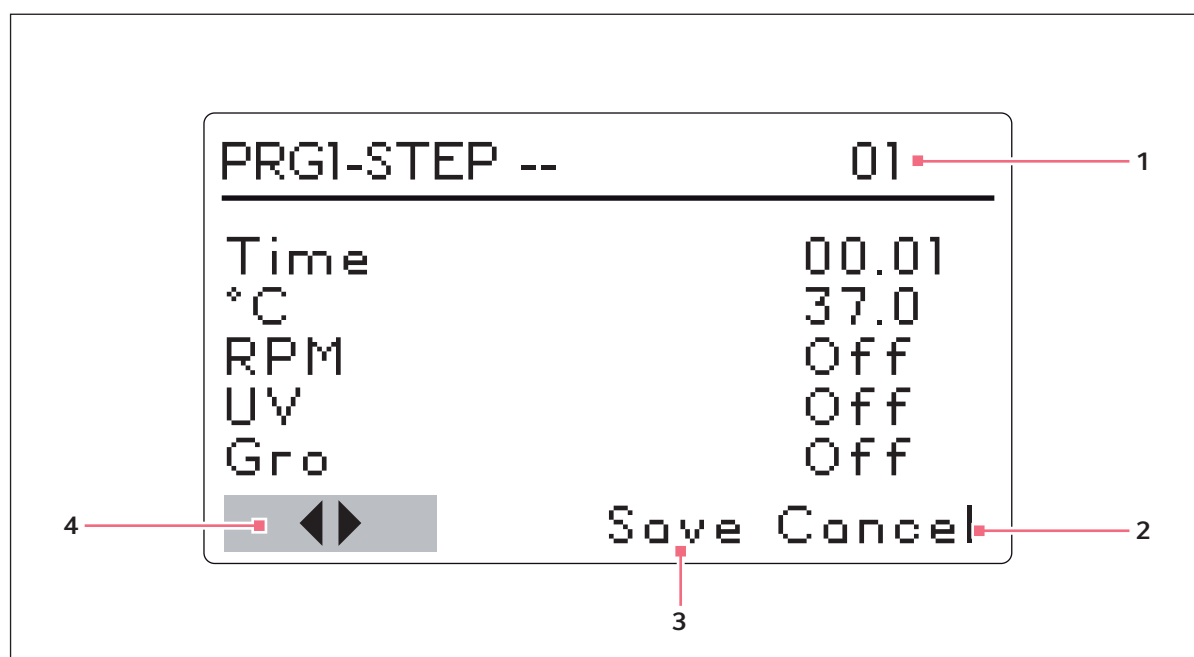 PRG1-STEP -- 01 1
Time 00.01
°C 37.0
RPM Off
UV Off
Gro Off
4 ◀▶ Save Cancel 2
3